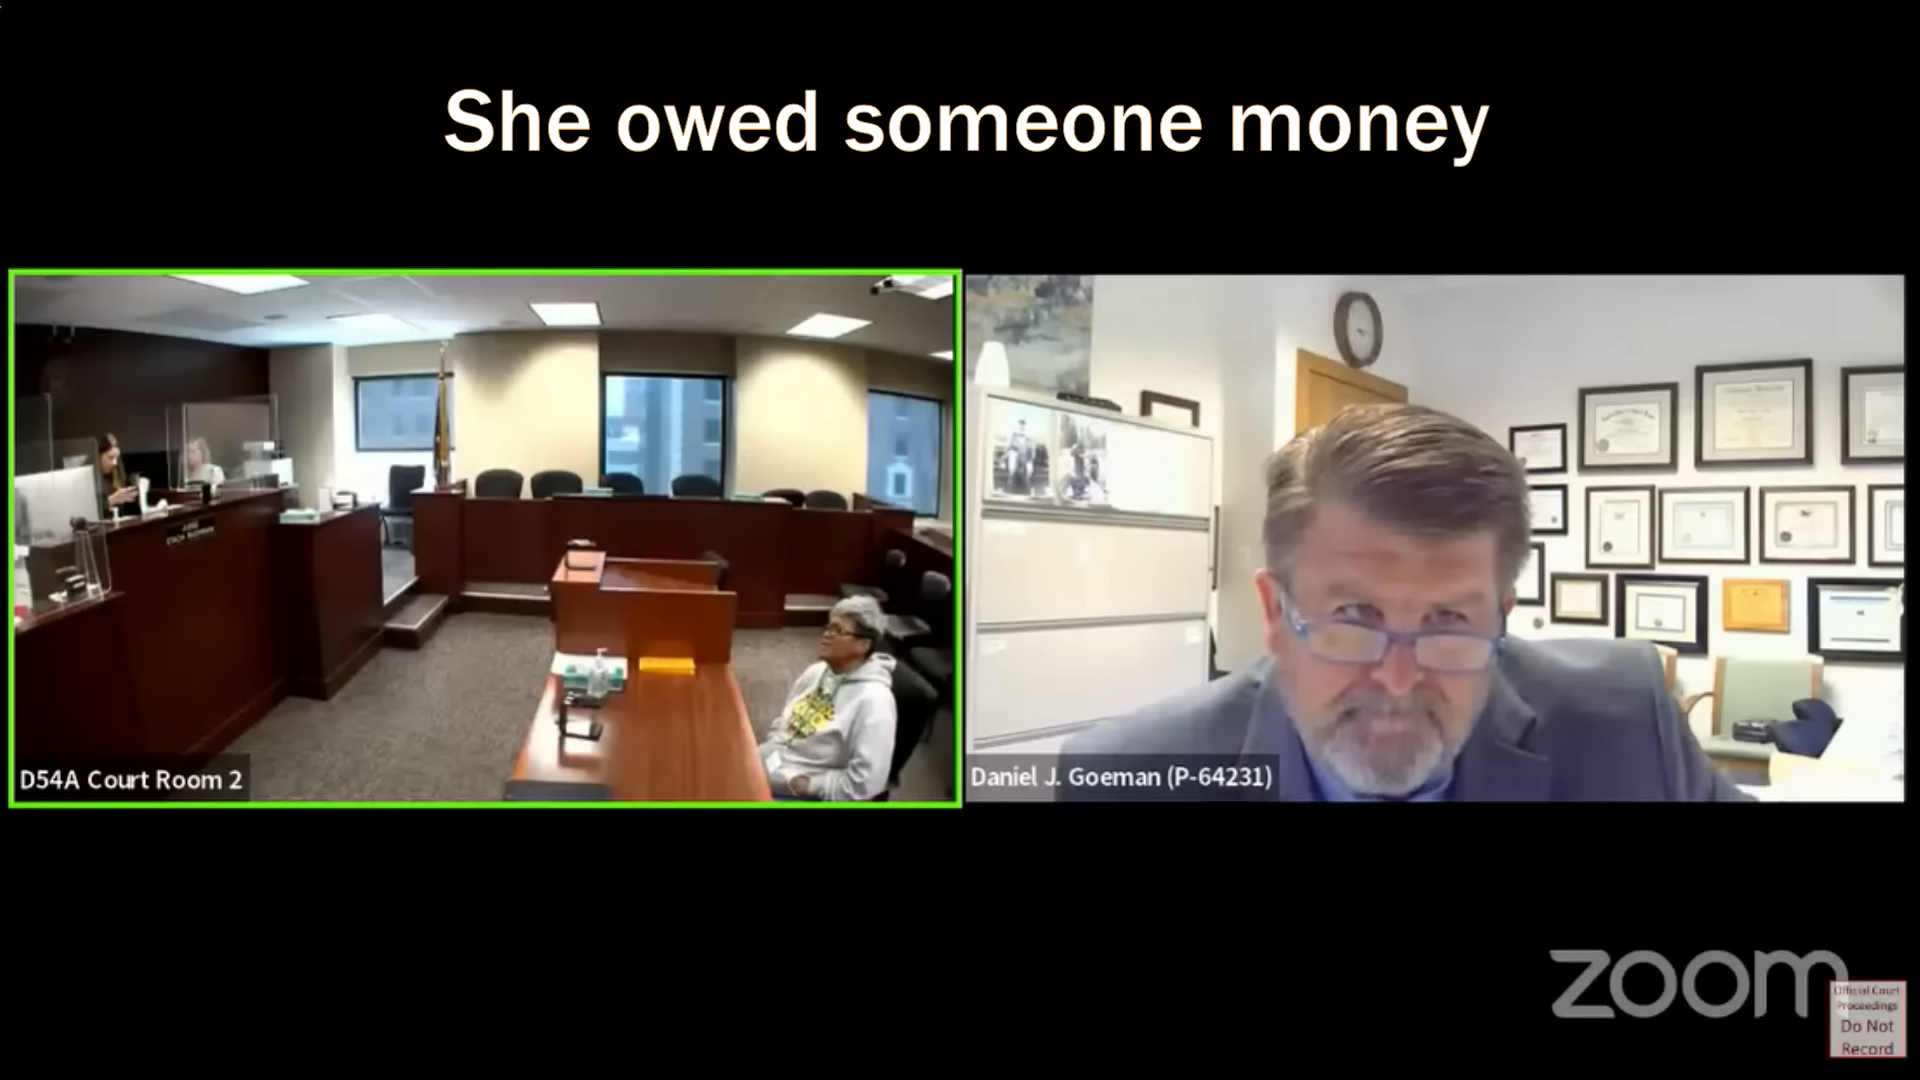 She owed someone money
D54A Court Room 2
Daniel J. Goeman (P-64231)
zoom
Official Court
Proceedings
Do Not
Record